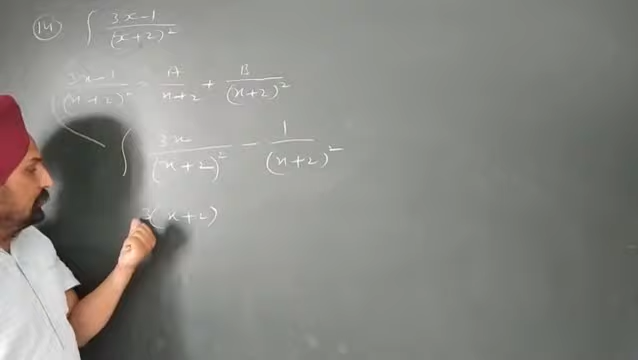 (14) ∫ 3x-1/(x+2)²
3x-1/(x+2)² = A/x+2 + B/(x+2)²
∫ 3x/(x+2)² - 1/(x+2)²
3(x+2)